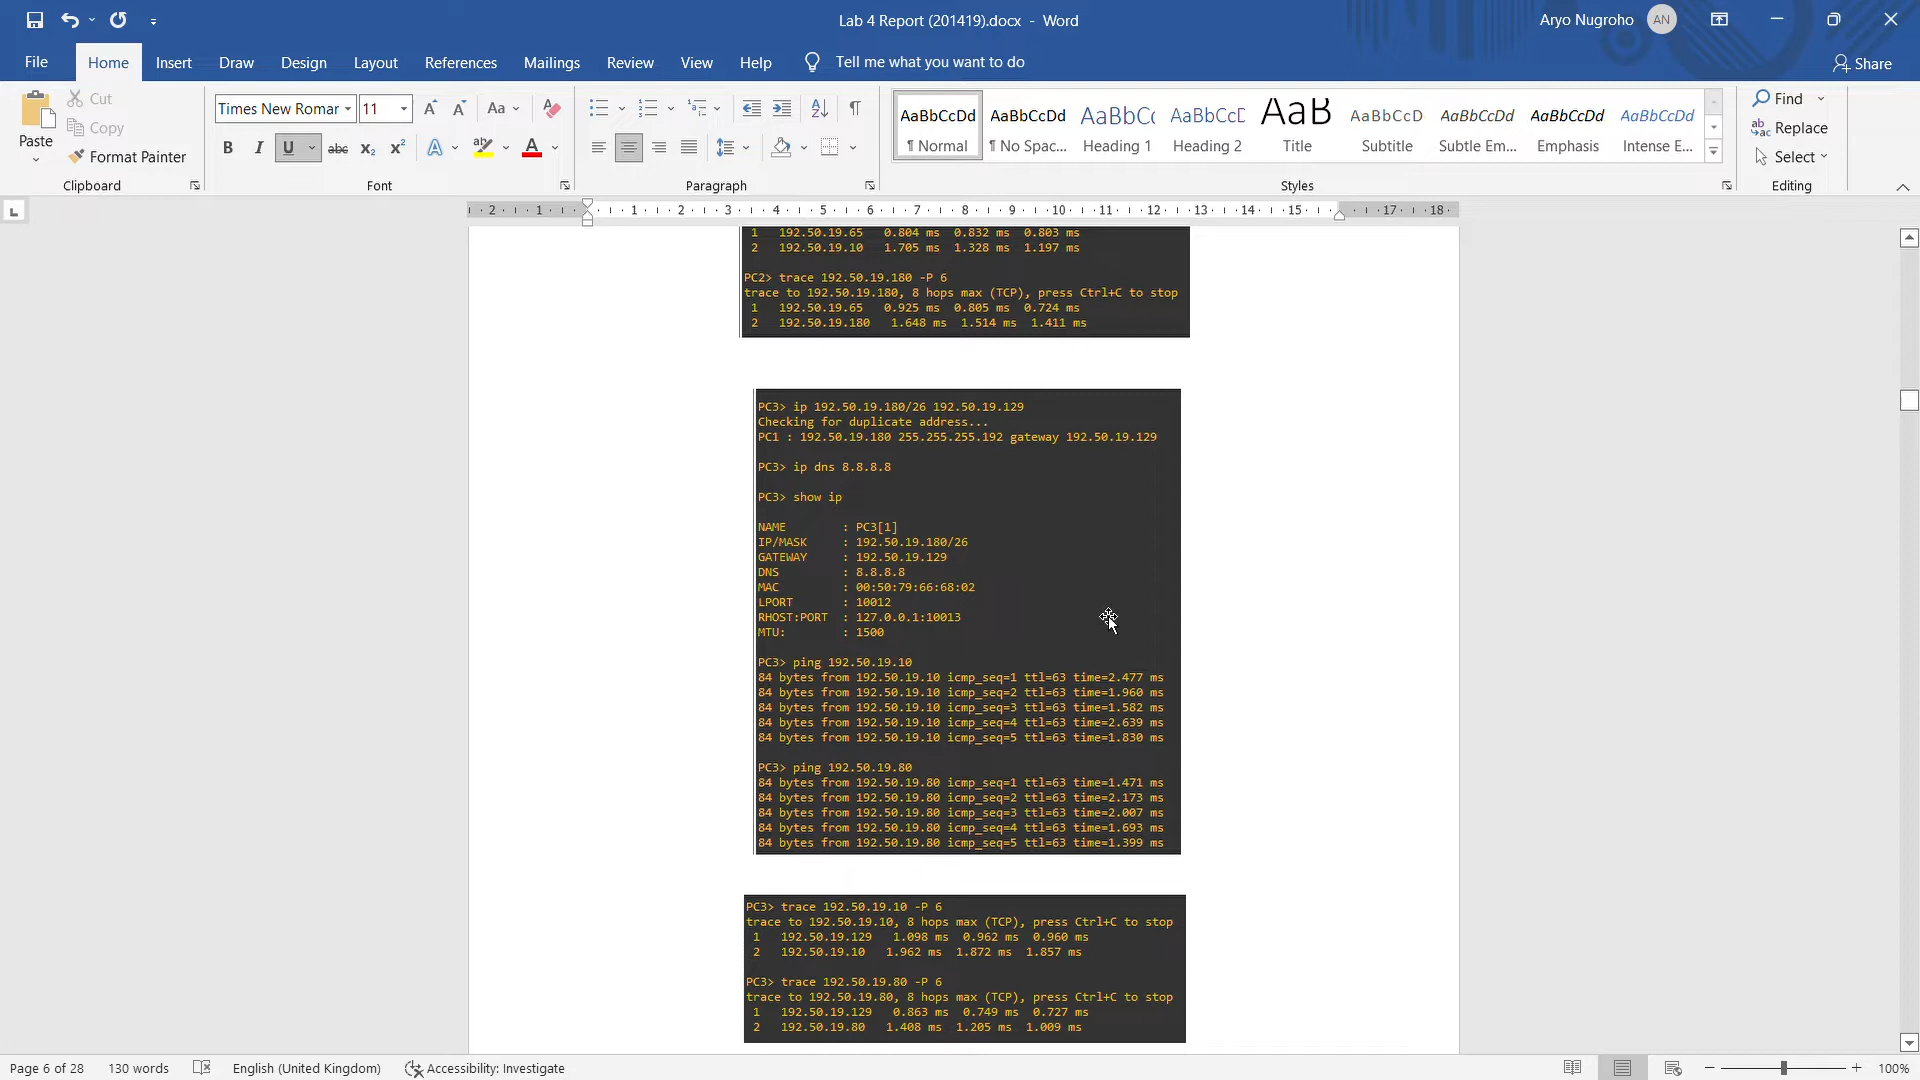 Lab 4 Report (201419).docx - Word
Aryo Nugroho
AN
File
Home
Insert
Draw
Design
Layout
References
Mailings
Review
View
Help
Tell me what you want to do
Share
Paste
Cut
Copy
Format Painter
Clipboard
Times New Romar
11
Font
Paragraph
AaBbCcDd
¶ Normal
AaBbCcDd
¶ No Spac...
AaBbCc
Heading 1
AaBbCcD
Heading 2
AaB
Title
AaBbCcD
Subtitle
AaBbCcDd
Subtle Em...
AaBbCcDd
Emphasis
AaBbCcDd
Intense E...
Styles
Find
Replace
Select
Editing
2 1 1 2 3 4 5 6 7 8 9 10 11 12 13 14 15 17 18
1 192.50.19.65 0.804 ms 0.832 ms 0.803 ms
2 192.50.19.10 1.705 ms 1.328 ms 1.197 ms
PC2> trace 192.50.19.180 -P 6
trace to 192.50.19.180, 8 hops max (TCP), press Ctrl+C to stop
1 192.50.19.65 0.925 ms 0.805 ms 0.724 ms
2 192.50.19.180 1.648 ms 1.514 ms 1.411 ms
PC3> ip 192.50.19.180/26 192.50.19.129
Checking for duplicate address...
PC1 : 192.50.19.180 255.255.255.192 gateway 192.50.19.129
PC3> ip dns 8.8.8.8
PC3> show ip
NAME : PC3[1]
IP/MASK : 192.50.19.180/26
GATEWAY : 192.50.19.129
DNS : 8.8.8.8
MAC : 00:50:79:66:68:02
LPORT : 10012
RHOST:PORT : 127.0.0.1:10013
MTU: : 1500
PC3> ping 192.50.19.10
84 bytes from 192.50.19.10 icmp_seq=1 ttl=63 time=2.477 ms
84 bytes from 192.50.19.10 icmp_seq=2 ttl=63 time=1.960 ms
84 bytes from 192.50.19.10 icmp_seq=3 ttl=63 time=1.582 ms
84 bytes from 192.50.19.10 icmp_seq=4 ttl=63 time=2.639 ms
84 bytes from 192.50.19.10 icmp_seq=5 ttl=63 time=1.830 ms
PC3> ping 192.50.19.80
84 bytes from 192.50.19.80 icmp_seq=1 ttl=63 time=1.471 ms
84 bytes from 192.50.19.80 icmp_seq=2 ttl=63 time=2.173 ms
84 bytes from 192.50.19.80 icmp_seq=3 ttl=63 time=2.007 ms
84 bytes from 192.50.19.80 icmp_seq=4 ttl=63 time=1.693 ms
84 bytes from 192.50.19.80 icmp_seq=5 ttl=63 time=1.399 ms
PC3> trace 192.50.19.10 -P 6
trace to 192.50.19.10, 8 hops max (TCP), press Ctrl+C to stop
1 192.50.19.129 1.098 ms 0.962 ms 0.960 ms
2 192.50.19.10 1.962 ms 1.872 ms 1.857 ms
PC3> trace 192.50.19.80 -P 6
trace to 192.50.19.80, 8 hops max (TCP), press Ctrl+C to stop
1 192.50.19.129 0.863 ms 0.749 ms 0.727 ms
2 192.50.19.80 1.408 ms 1.205 ms 1.009 ms
Page 6 of 28
130 words
English (United Kingdom)
Accessibility: Investigate
100%